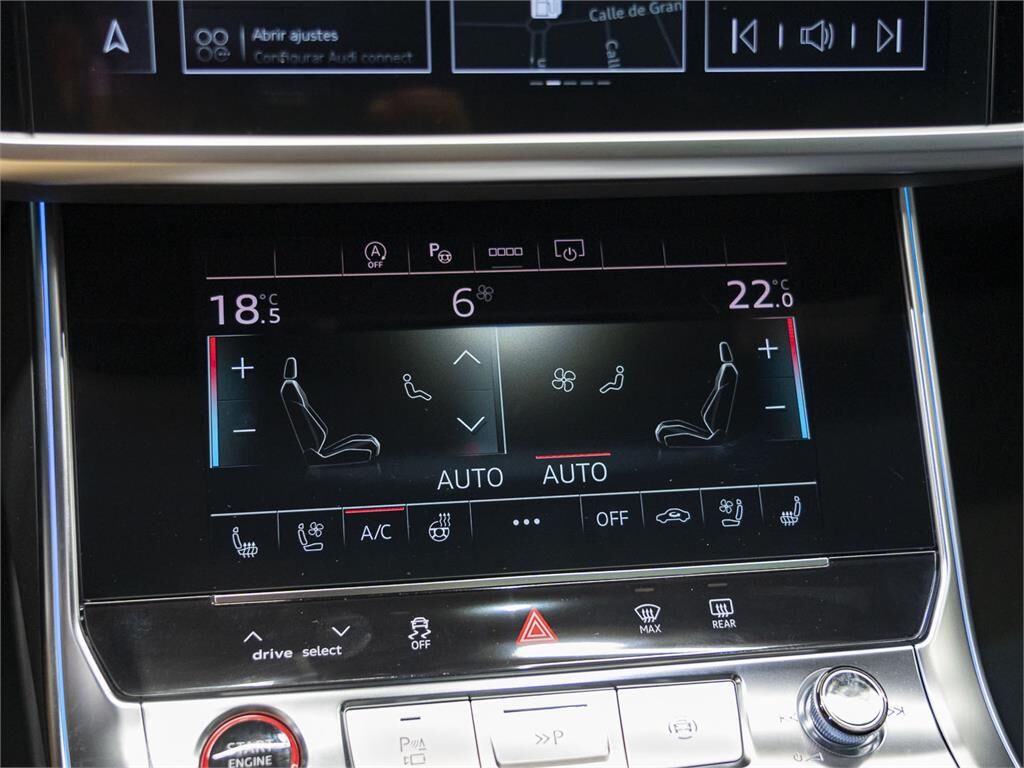 Abrir ajustes
Configurar Audi connect
Calle de Gran
Cal
A
OFF
P
18.5 °C
6
22.0 °C
+
+
−
−
AUTO
AUTO
A/C
...
OFF
drive select
OFF
MAX
REAR
START
ENGINE
P
>>P